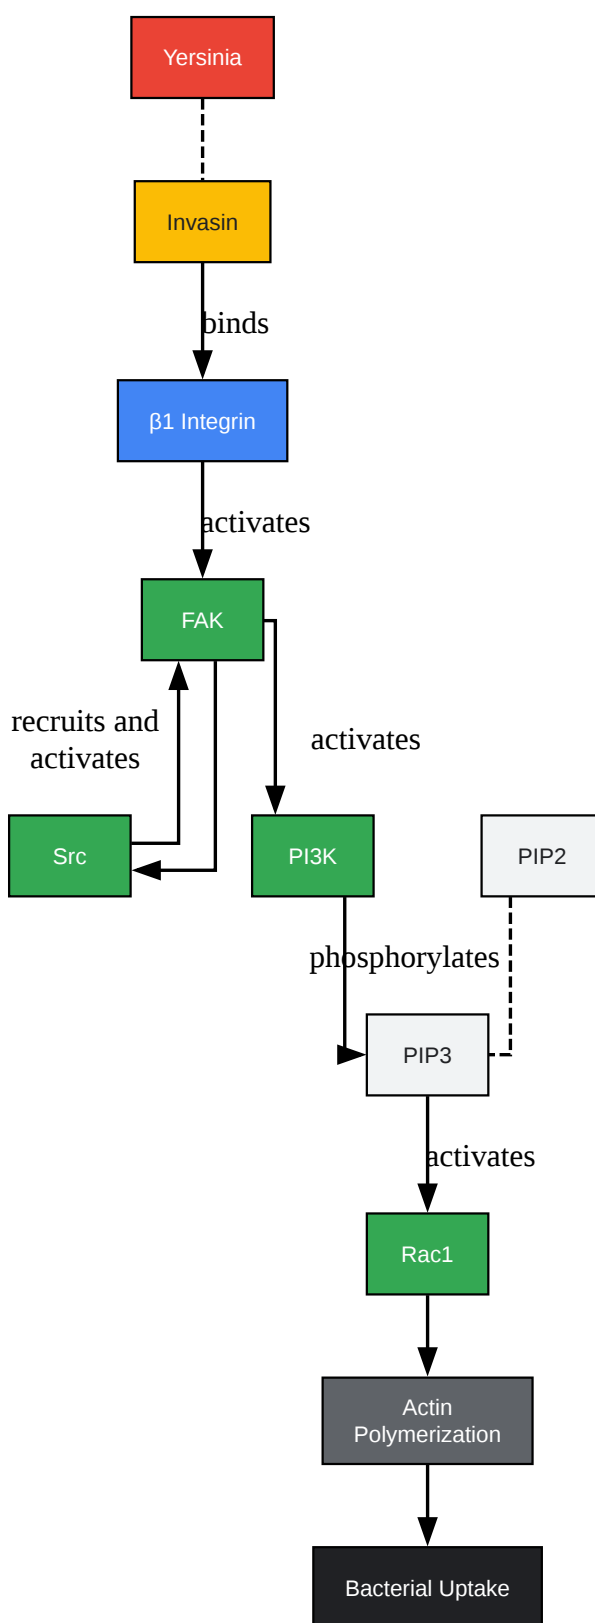 Yersinia
Invasin
binds
β1 Integrin
activates
FAK
recruits and
activates
activates
Src
PI3K
PIP2
phosphorylates
PIP3
activates
Rac1
Actin
Polymerization
Bacterial Uptake